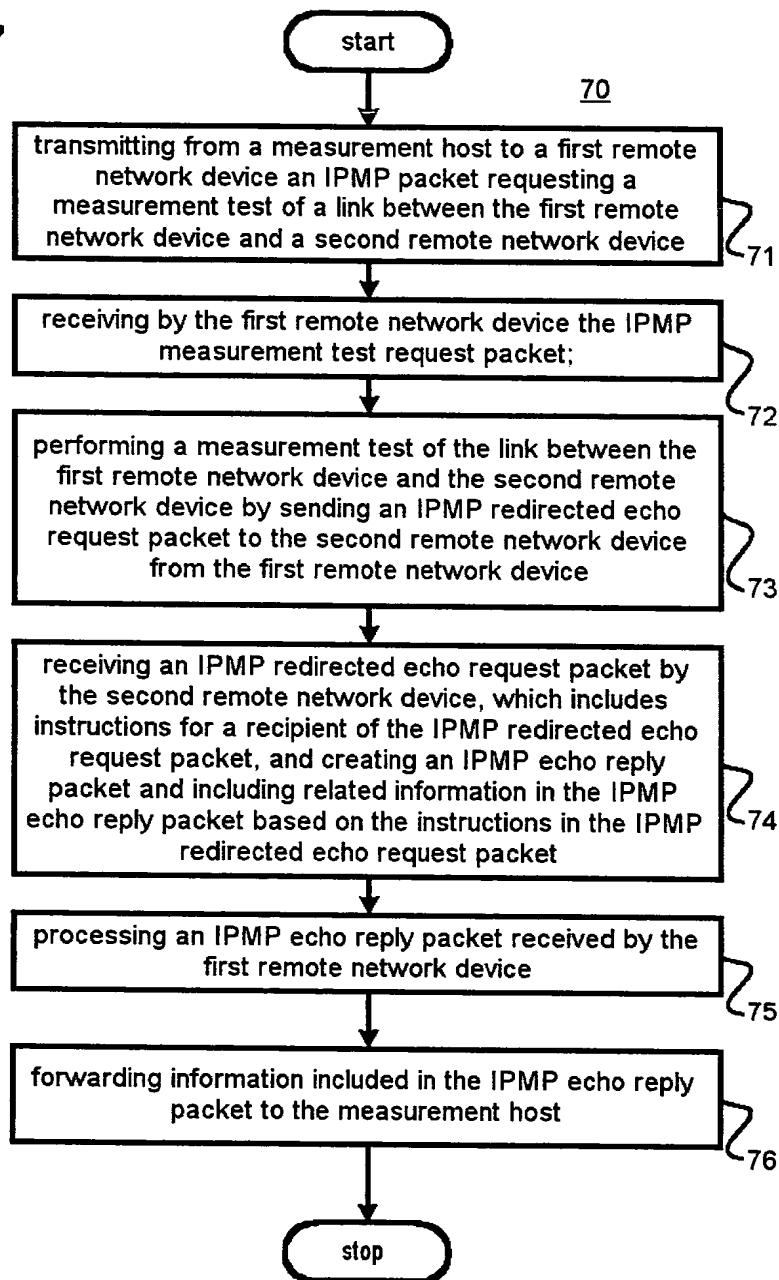 start
70
transmitting from a measurement host to a first remote
network device an IPMP packet requesting a
measurement test of a link between the first remote
network device and a second remote network device
71
receiving by the first remote network device the IPMP
measurement test request packet;
72
performing a measurement test of the link between the
first remote network device and the second remote
network device by sending an IPMP redirected echo
request packet to the second remote network device
from the first remote network device
73
receiving an IPMP redirected echo request packet by
the second remote network device, which includes
instructions for a recipient of the IPMP redirected echo
request packet, and creating an IPMP echo reply
packet and including related information in the IPMP
echo reply packet based on the instructions in the IPMP
redirected echo request packet
74
processing an IPMP echo reply packet received by the
first remote network device
75
forwarding information included in the IPMP echo reply
packet to the measurement host
76
stop